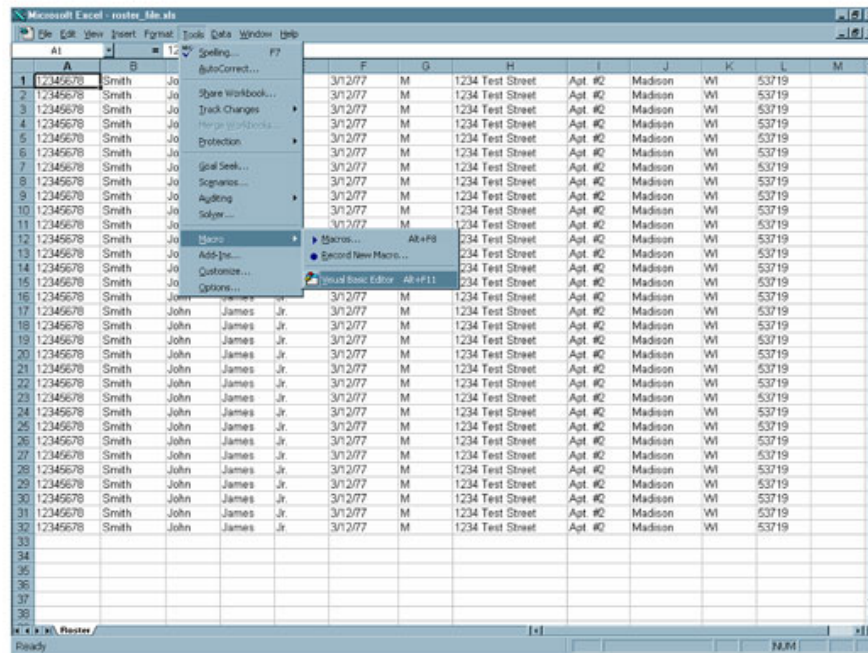 Microsoft Excel - roster_file.xls
File Edit View Insert Format Tools Data Window Help
A1 = 12
Spelling... F7
AutoCorrect...
Share Workbook...
Track Changes
Merge Workbooks...
Protection
Goal Seek...
Scenarios...
Auditing
Solver...
Macro
Add-Ins...
Customize...
Options...
Macros... Alt+F8
Record New Macro...
Visual Basic Editor Alt+F11
A B F G H I J K L M
1 12345678 Smith Jo 3/12/77 M 1234 Test Street Apt. #2 Madison WI 53719
2 12345678 Smith Jo 3/12/77 M 1234 Test Street Apt. #2 Madison WI 53719
3 12345678 Smith Jo 3/12/77 M 1234 Test Street Apt. #2 Madison WI 53719
4 12345678 Smith Jo 3/12/77 M 1234 Test Street Apt. #2 Madison WI 53719
5 12345678 Smith Jo 3/12/77 M 1234 Test Street Apt. #2 Madison WI 53719
6 12345678 Smith Jo 3/12/77 M 1234 Test Street Apt. #2 Madison WI 53719
7 12345678 Smith Jo 3/12/77 M 1234 Test Street Apt. #2 Madison WI 53719
8 12345678 Smith Jo 3/12/77 M 1234 Test Street Apt. #2 Madison WI 53719
9 12345678 Smith Jo 3/12/77 M 1234 Test Street Apt. #2 Madison WI 53719
10 12345678 Smith Jo 3/12/77 M 1234 Test Street Apt. #2 Madison WI 53719
11 12345678 Smith Jo 3/12/77 M 1234 Test Street Apt. #2 Madison WI 53719
12 12345678 Smith Jo 234 Test Street Apt. #2 Madison WI 53719
13 12345678 Smith Jo 234 Test Street Apt. #2 Madison WI 53719
14 12345678 Smith Jo 234 Test Street Apt. #2 Madison WI 53719
15 12345678 Smith Jo 234 Test Street Apt. #2 Madison WI 53719
16 12345678 Smith John James Jr. 3/12/77 M 1234 Test Street Apt. #2 Madison WI 53719
17 12345678 Smith John James Jr. 3/12/77 M 1234 Test Street Apt. #2 Madison WI 53719
18 12345678 Smith John James Jr. 3/12/77 M 1234 Test Street Apt. #2 Madison WI 53719
19 12345678 Smith John James Jr. 3/12/77 M 1234 Test Street Apt. #2 Madison WI 53719
20 12345678 Smith John James Jr. 3/12/77 M 1234 Test Street Apt. #2 Madison WI 53719
21 12345678 Smith John James Jr. 3/12/77 M 1234 Test Street Apt. #2 Madison WI 53719
22 12345678 Smith John James Jr. 3/12/77 M 1234 Test Street Apt. #2 Madison WI 53719
23 12345678 Smith John James Jr. 3/12/77 M 1234 Test Street Apt. #2 Madison WI 53719
24 12345678 Smith John James Jr. 3/12/77 M 1234 Test Street Apt. #2 Madison WI 53719
25 12345678 Smith John James Jr. 3/12/77 M 1234 Test Street Apt. #2 Madison WI 53719
26 12345678 Smith John James Jr. 3/12/77 M 1234 Test Street Apt. #2 Madison WI 53719
27 12345678 Smith John James Jr. 3/12/77 M 1234 Test Street Apt. #2 Madison WI 53719
28 12345678 Smith John James Jr. 3/12/77 M 1234 Test Street Apt. #2 Madison WI 53719
29 12345678 Smith John James Jr. 3/12/77 M 1234 Test Street Apt. #2 Madison WI 53719
30 12345678 Smith John James Jr. 3/12/77 M 1234 Test Street Apt. #2 Madison WI 53719
31 12345678 Smith John James Jr. 3/12/77 M 1234 Test Street Apt. #2 Madison WI 53719
32 12345678 Smith John James Jr. 3/12/77 M 1234 Test Street Apt. #2 Madison WI 53719
33
34
35
36
37
38
Roster
Ready NUM